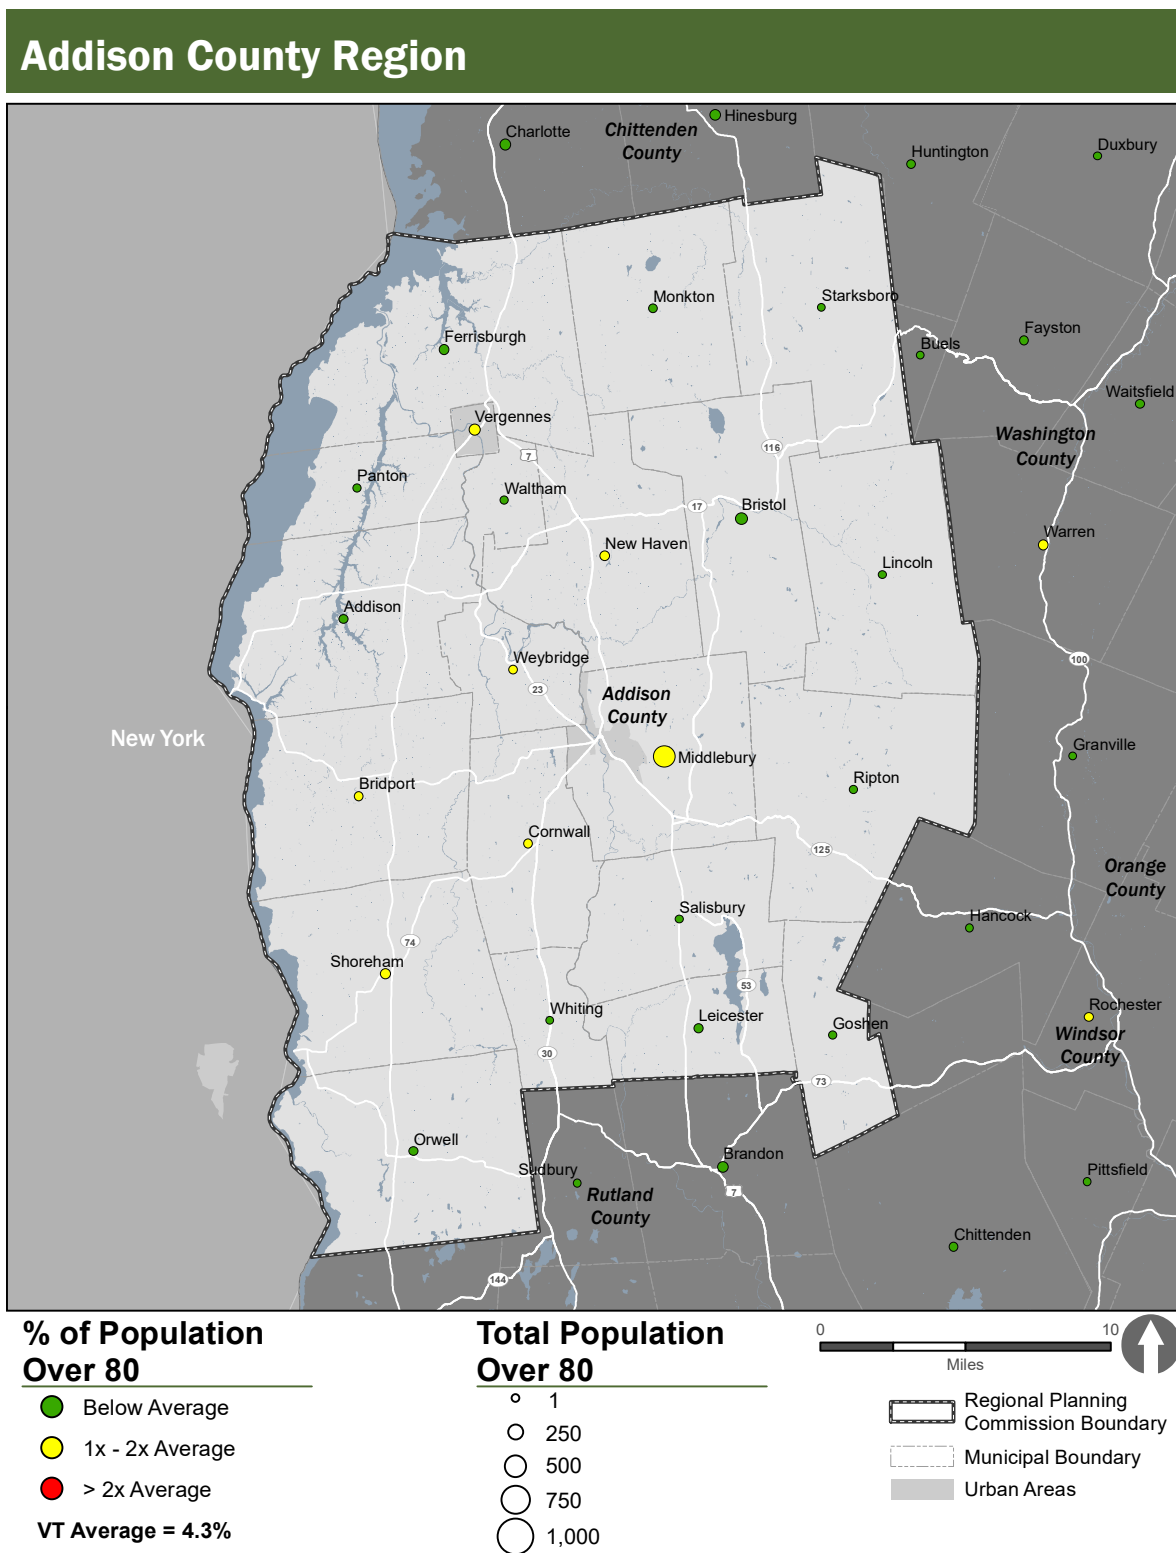 Addison County Region
Hinesburg
Charlotte
Chittenden
County
Duxbury
Huntington
Monkton
Starksboro
Fayston
Ferrisburgh
Buels
Waitsfield
Vergennes
Washington
County
116
7
Panton
Waltham
17
Bristol
Warren
New Haven
Lincoln
Addison
Weybridge
100
23
Addison
County
New York
Granville
Middlebury
Ripton
Bridport
Cornwall
125
Orange
County
Salisbury
Hancock
74
Shoreham
53
Rochester
Whiting
Leicester
Goshen
Windsor
County
30
73
Orwell
Brandon
Sudbury
Pittsfield
7
Rutland
County
Chittenden
144
% of Population
Over 80
Below Average
1x - 2x Average
> 2x Average
VT Average = 4.3%
Total Population
Over 80
1
250
500
750
1,000
0 10
Miles
Regional Planning
Commission Boundary
Municipal Boundary
Urban Areas